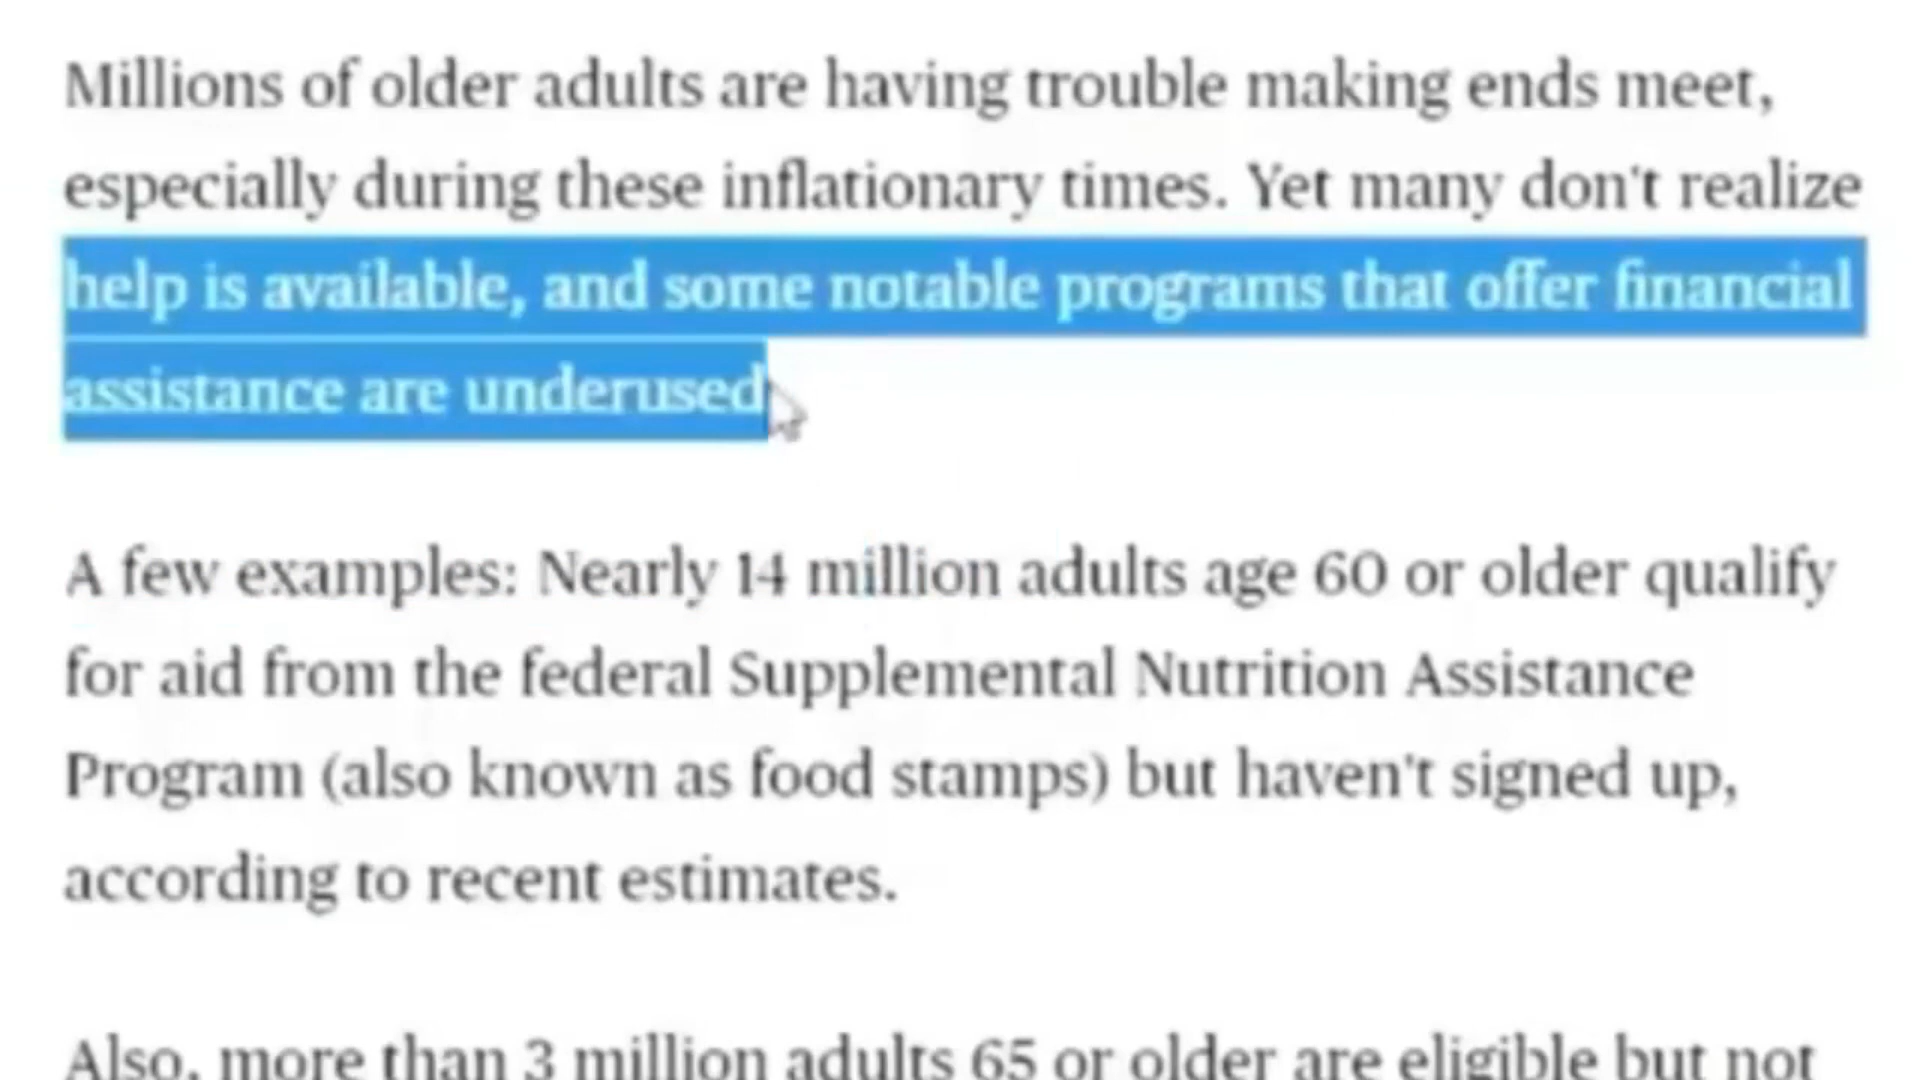 Millions of older adults are having trouble making ends meet,
especially during these inflationary times. Yet many don't realize
help is available, and some notable programs that offer financial
assistance are underused
A few examples: Nearly 14 million adults age 60 or older qualify
for aid from the federal Supplemental Nutrition Assistance
Program (also known as food stamps) but haven't signed up,
according to recent estimates.
Also, more than 3 million adults 65 or older are eligible but not